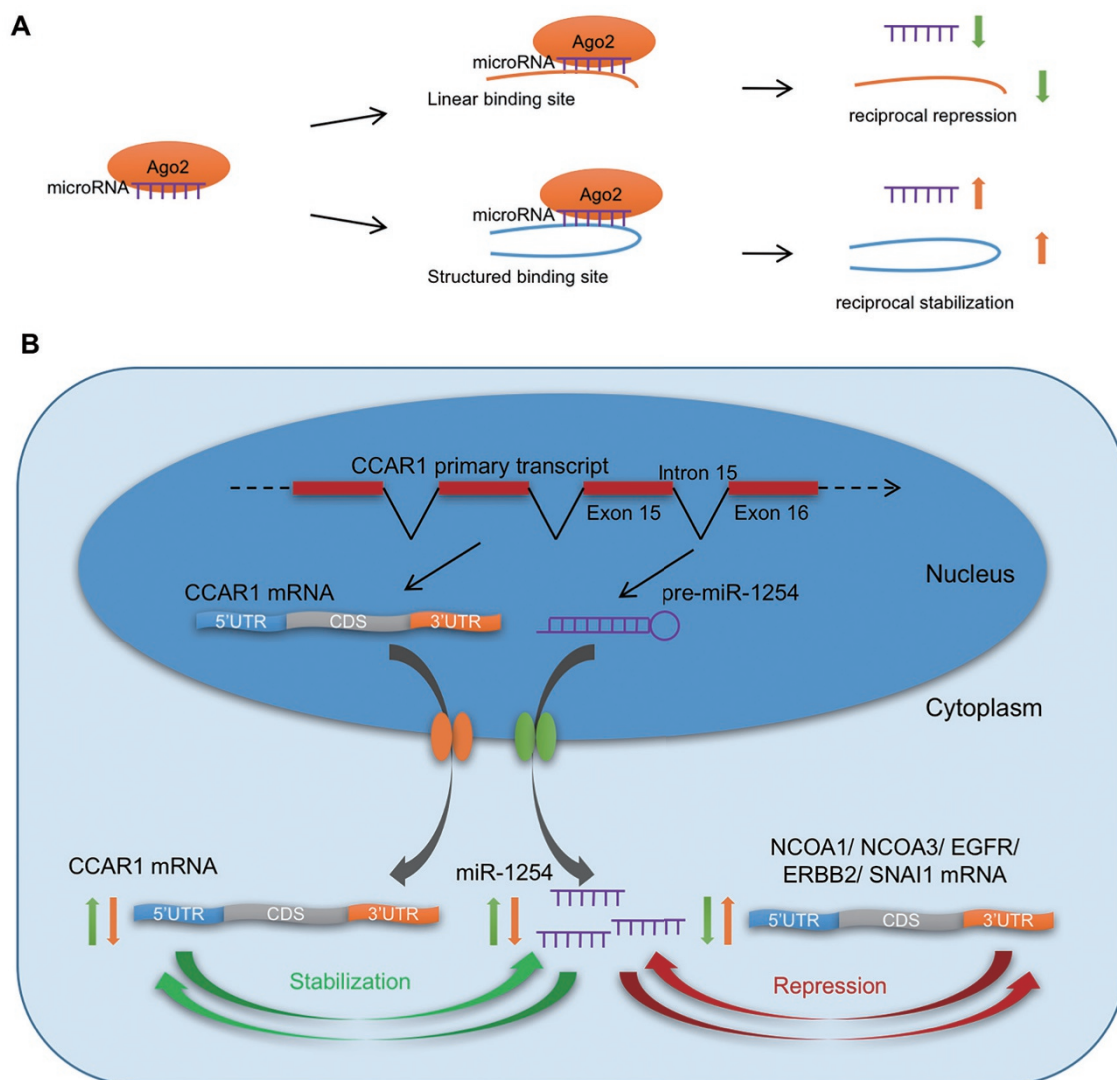 A
Ago2
microRNA
Linear binding site
reciprocal repression
Ago2
microRNA
Ago2
microRNA
Structured binding site
reciprocal stabilization
B
CCAR1 primary transcript
Intron 15
Exon 15
Exon 16
Nucleus
CCAR1 mRNA
5'UTR CDS 3'UTR
pre-miR-1254
Cytoplasm
CCAR1 mRNA
5'UTR CDS 3'UTR
miR-1254
NCOA1/ NCOA3/ EGFR/
ERBB2/ SNAI1 mRNA
5'UTR CDS 3'UTR
Stabilization
Repression